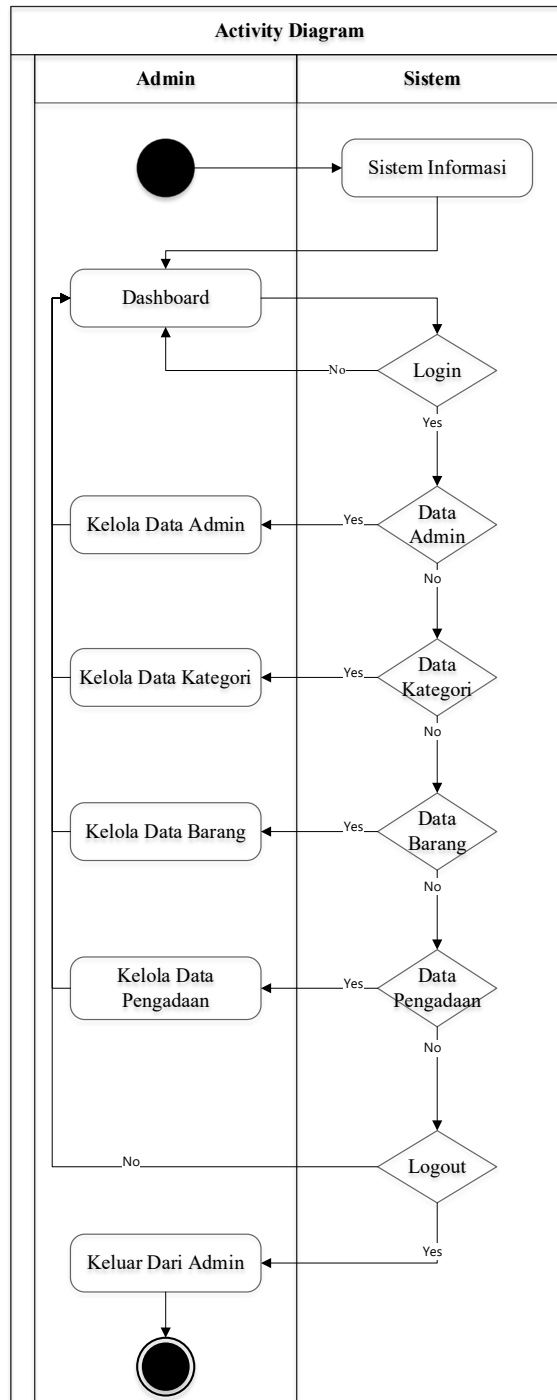 Activity Diagram
Admin
Sistem
Sistem Informasi
Dashboard
No
Login
Yes
Kelola Data Admin
Yes
Data
Admin
No
Kelola Data Kategori
Yes
Data
Kategori
No
Kelola Data Barang
Yes
Data
Barang
No
Kelola Data
Pengadaan
Yes
Data
Pengadaan
No
No
Logout
Yes
Keluar Dari Admin